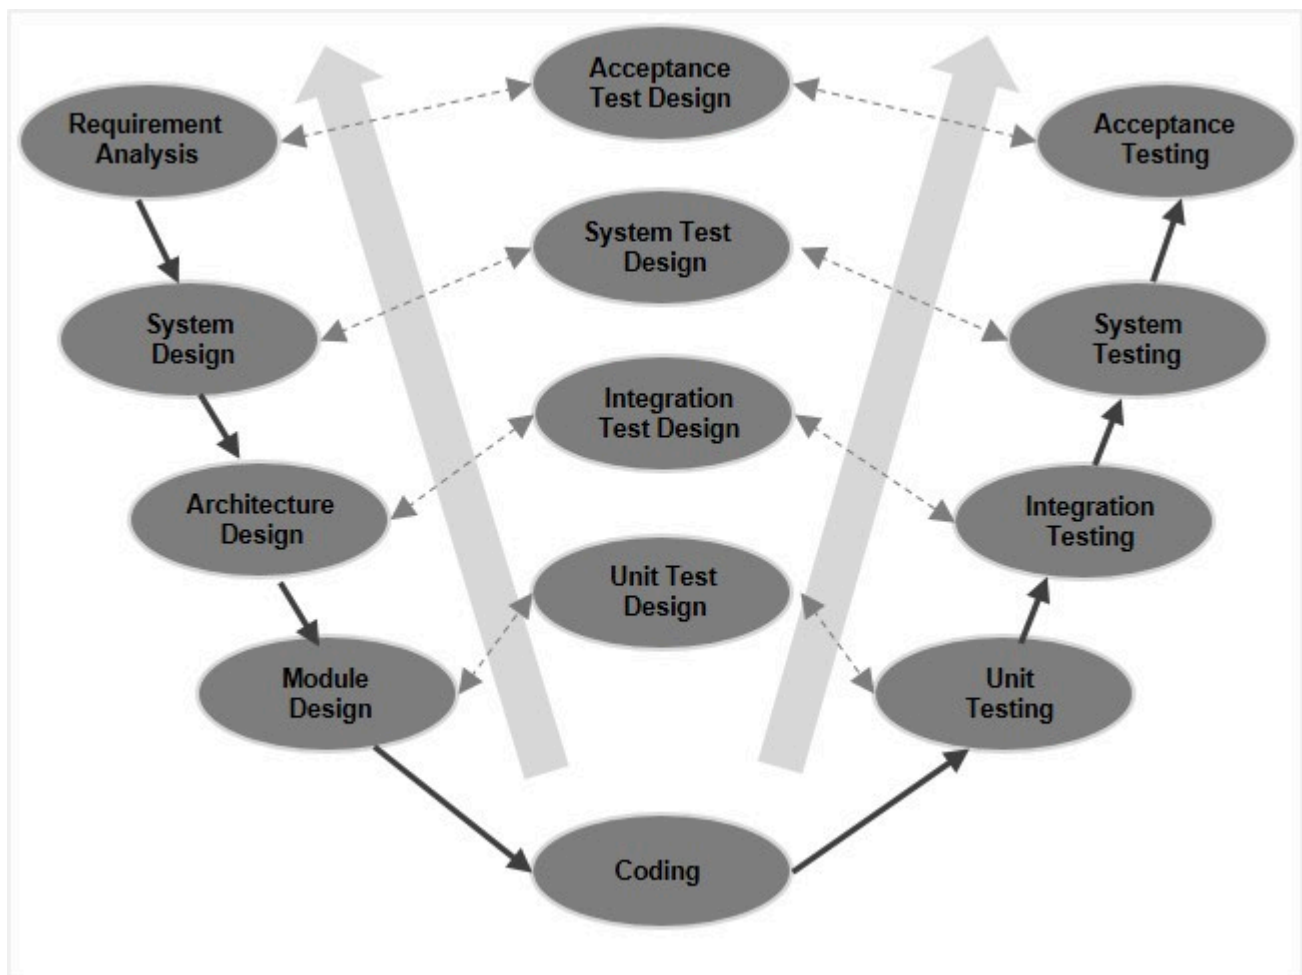 Acceptance
Test Design
Requirement
Analysis
Acceptance
Testing
System Test
Design
System
Design
System
Testing
Integration
Test Design
Architecture
Design
Integration
Testing
Unit Test
Design
Module
Design
Unit
Testing
Coding